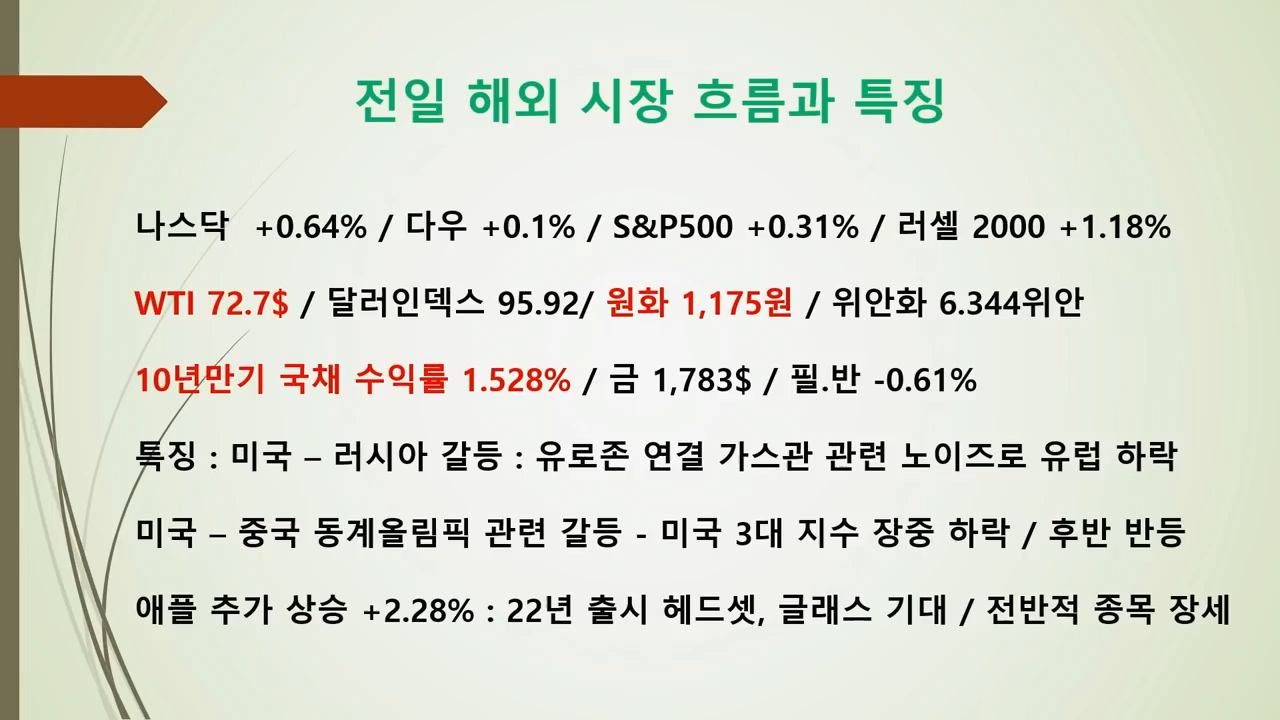 전일 해외 시장 흐름과 특징
나스닥 +0.64% / 다우 +0.1% / S&P500 +0.31% / 러셀 2000 +1.18%
WTI 72.7$ / 달러인덱스 95.92/ 원화 1,175원 / 위안화 6.344위안
10년만기 국채 수익률 1.528% / 금 1,783$ / 필.반 -0.61%
특징 : 미국 – 러시아 갈등 : 유로존 연결 가스관 관련 노이즈로 유럽 하락
미국 – 중국 동계올림픽 관련 갈등 - 미국 3대 지수 장중 하락 / 후반 반등
애플 추가 상승 +2.28% : 22년 출시 헤드셋, 글래스 기대 / 전반적 종목 장세